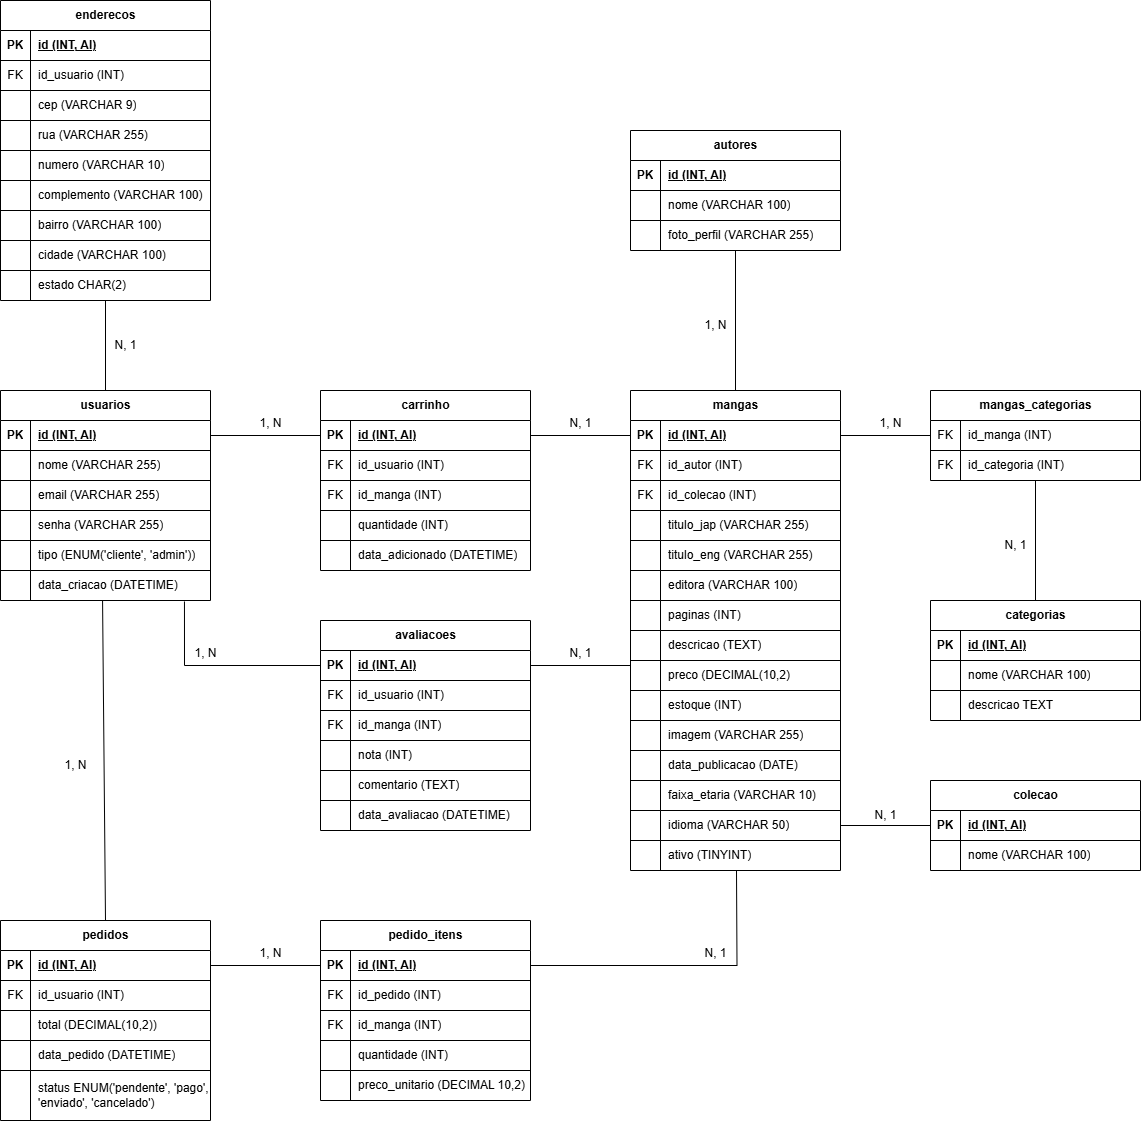 enderecos
PK id (INT, AI)
FK id_usuario (INT)
cep (VARCHAR 9)
rua (VARCHAR 255)
numero (VARCHAR 10)
complemento (VARCHAR 100)
bairro (VARCHAR 100)
cidade (VARCHAR 100)
estado CHAR(2)
N, 1
autores
PK id (INT, AI)
nome (VARCHAR 100)
foto_perfil (VARCHAR 255)
1, N
usuarios
PK id (INT, AI)
nome (VARCHAR 255)
email (VARCHAR 255)
senha (VARCHAR 255)
tipo (ENUM('cliente', 'admin'))
data_criacao (DATETIME)
1, N
carrinho
PK id (INT, AI)
FK id_usuario (INT)
FK id_manga (INT)
quantidade (INT)
data_adicionado (DATETIME)
N, 1
mangas
PK id (INT, AI)
FK id_autor (INT)
FK id_colecao (INT)
titulo_jap (VARCHAR 255)
titulo_eng (VARCHAR 255)
editora (VARCHAR 100)
paginas (INT)
descricao (TEXT)
preco (DECIMAL(10,2)
estoque (INT)
imagem (VARCHAR 255)
data_publicacao (DATE)
faixa_etaria (VARCHAR 10)
idioma (VARCHAR 50)
ativo (TINYINT)
1, N
mangas_categorias
FK id_manga (INT)
FK id_categoria (INT)
N, 1
categorias
PK id (INT, AI)
nome (VARCHAR 100)
descricao TEXT
1, N
avaliacoes
PK id (INT, AI)
FK id_usuario (INT)
FK id_manga (INT)
nota (INT)
comentario (TEXT)
data_avaliacao (DATETIME)
N, 1
N, 1
colecao
PK id (INT, AI)
nome (VARCHAR 100)
1, N
pedidos
PK id (INT, AI)
FK id_usuario (INT)
total (DECIMAL(10,2))
data_pedido (DATETIME)
status ENUM('pendente', 'pago',
'enviado', 'cancelado')
1, N
pedido_itens
PK id (INT, AI)
FK id_pedido (INT)
FK id_manga (INT)
quantidade (INT)
preco_unitario (DECIMAL 10,2)
N, 1